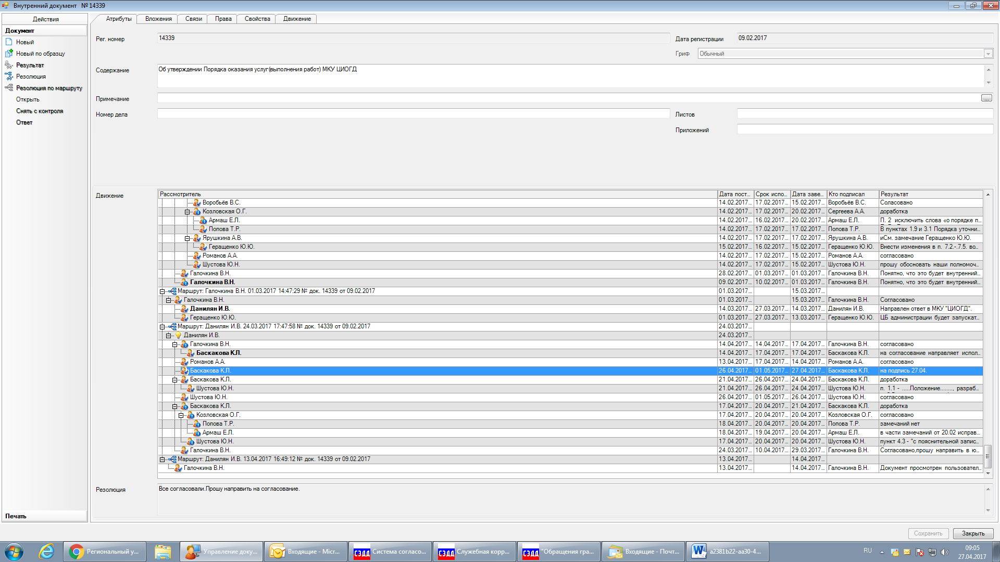 Внутренний документ № 14339
Действия
Документ
Новый
Новый по образцу
Результат
Резолюция
Резолюция по маршруту
Открыть
Снять с контроля
Ответ
Печать
Атрибуты Вложения Связи Права Свойства Движение
Рег. номер 14339 Дата регистрации 09.02.2017
Гриф Обычный
Содержание Об утверждении Порядка оказания услуг(выполнения работ) МКУ ЦИОГД
Примечание ...
Номер дела Листов
Приложений
Движение
Рассмотритель Дата пост... Срок испо... Дата заве... Кто подписал Результат
Воробьёв В.С. 14.02.2017... 17.02.2017... 15.02.2017... Воробьёв В.С. Соласовано
Козловская О.Г. 14.02.2017... 17.02.2017... 20.02.2017... Сергеева А.А. доработка
Армаш Е.Л. 14.02.2017... 16.02.2017... 20.02.2017... Армаш Е.Л. П. 2 исключить слова «о порядке п...
Попова Т.Р. 14.02.2017... 17.02.2017... 17.02.2017... Попова Т.Р. В пунктах 1.9 и 3.1 Порядка уточни...
Ярушкина А.В. 14.02.2017... 17.02.2017... 17.02.2017... Ярушкина А.В. иСм. замечание Геращенко Ю.Ю.
Геращенко Ю.Ю. 15.02.2017... 16.02.2017... 15.02.2017... Геращенко Ю.Ю. Внести изменения в п. 7.2.-.7.5. во...
Романов А.А. 14.02.2017... 17.02.2017... 15.02.2017... Романов А.А. согласовано
Шустова Ю.Н. 14.02.2017... 17.02.2017... 15.02.2017... Шустова Ю.Н. прошу обосновать наши полномоч...
Галочкина В.Н. 28.02.2017... 01.03.2017... 01.03.2017... Галочкина В.Н. Понятно, что это будет внутренний...
Галочкина В.Н. 09.02.2017... 10.02.2017... 01.03.2017... Галочкина В.Н. Понятно, что это будет внутренний...
Маршрут: Галочкина В.Н. 01.03.2017 14:47:29 № док. 14339 от 09.02.2017 01.03.2017... 15.03.2017...
Галочкина В.Н. 01.03.2017... 15.03.2017... Галочкина В.Н. Согласовано
Данилян И.В. 14.03.2017... 27.03.2017... 14.03.2017... Данилян И.В. Направлен ответ в МКУ "ЦИОГД".
Геращенко Ю.Ю. 01.03.2017... 27.03.2017... 13.03.2017... Геращенко Ю.Ю. ЦБ администрации будет запускат...
Маршрут: Данилян И.В. 24.03.2017 17:47:58 № док. 14339 от 09.02.2017 24.03.2017...
Данилян И.В. 24.03.2017...
Галочкина В.Н. 14.04.2017... 14.04.2017... 17.04.2017... Галочкина В.Н. согласовано
Баскакова К.Л. 14.04.2017... 17.04.2017... 17.04.2017... Баскакова К.Л. на согласование направляет испол...
Романов А.А. 13.04.2017... 17.04.2017... 14.04.2017... Романов А.А. согласовано
Баскакова К.Л. 26.04.2017... 01.05.2017... 27.04.2017... Баскакова К.Л. на подпись 27.04.
Баскакова К.Л. 21.04.2017... 26.04.2017... 24.04.2017... Баскакова К.Л. доработка
Шустова Ю.Н. 21.04.2017... 26.04.2017... 24.04.2017... Шустова Ю.Н. п. 1.1 - .....Положение........, разраб...
Шустова Ю.Н. 26.04.2017... 01.05.2017... 26.04.2017... Шустова Ю.Н. согласовано
Баскакова К.Л. 17.04.2017... 20.04.2017... 21.04.2017... Баскакова К.Л. доработка
Козловская О.Г. 17.04.2017... 20.04.2017... 20.04.2017... Козловская О.Г. согласовано
Попова Т.Р. 18.04.2017... 20.04.2017... 20.04.2017... Попова Т.Р. замечаний нет
Армаш Е.Л. 18.04.2017... 19.04.2017... 20.04.2017... Армаш Е.Л. в части замечаний от 20.02 исправ...
Шустова Ю.Н. 17.04.2017... 20.04.2017... 20.04.2017... Шустова Ю.Н. пункт 4.3 - "с пояснительной запис...
Галочкина В.Н. 24.03.2017... 10.04.2017... 29.03.2017... Галочкина В.Н. Согласовано,прошу направить в ю...
Маршрут: Данилян И.В. 13.04.2017 16:49:12 № док. 14339 от 09.02.2017 13.04.2017... 14.04.2017...
Галочкина В.Н. 13.04.2017... 14.04.2017... Галочкина В.Н. Документ просмотрен пользовател...
Резолюция Все согласовали.Прошу направить на согласование.
Сохранить Закрыть
Региональный у... Управление доку... Входящие - Micr... СЭДД Система согласо... СЭДД Служебная корр... СЭДД "Обращения гра... Входящие - Почт... a2381b22-aa30-4... RU 09:05
27.04.2017